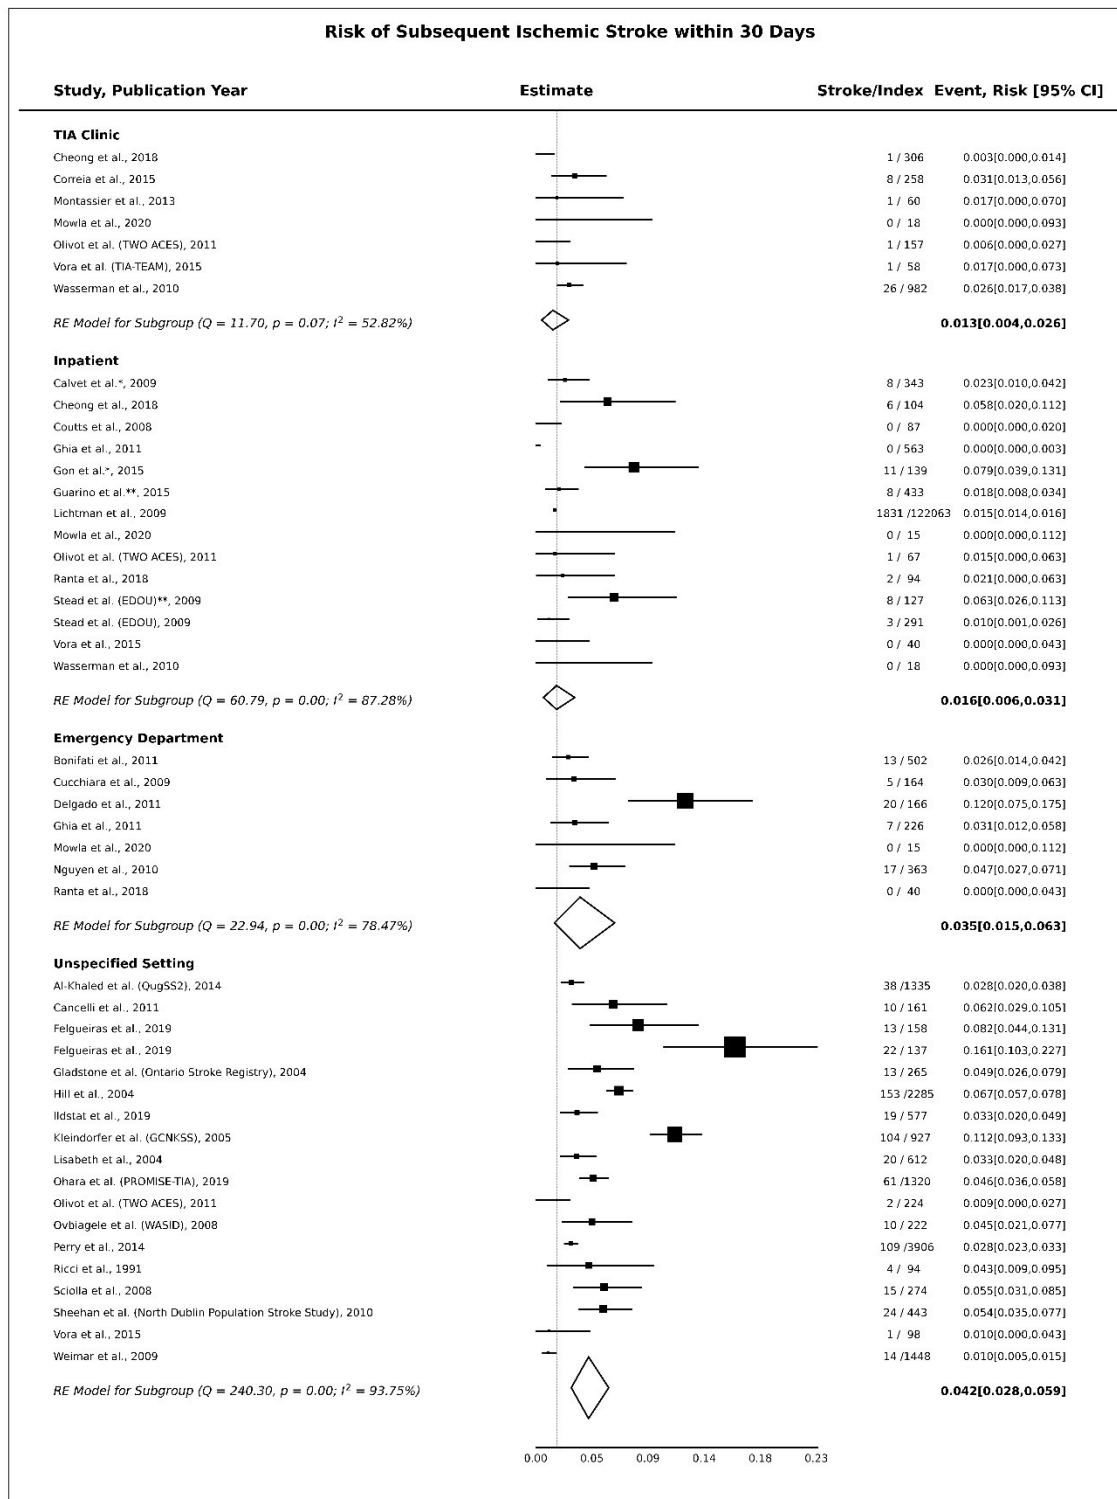 Risk of Subsequent Ischemic Stroke within 30 Days
Study, Publication Year Estimate Stroke/Index Event, Risk [95% CI]
TIA Clinic
Cheong et al., 2018 1 / 306 0.003[0.000,0.014]
Correia et al., 2015 8 / 258 0.031[0.013,0.056]
Montassier et al., 2013 1 / 60 0.017[0.000,0.070]
Mowla et al., 2020 0 / 18 0.000[0.000,0.093]
Olivot et al. (TWO ACES), 2011 1 / 157 0.006[0.000,0.027]
Vora et al. (TIA-TEAM), 2015 1 / 58 0.017[0.000,0.073]
Wasserman et al., 2010 26 / 982 0.026[0.017,0.038]
RE Model for Subgroup (Q = 11.70, p = 0.07; I² = 52.82%) 0.013[0.004,0.026]
Inpatient
Calvet et al.*, 2009 8 / 343 0.023[0.010,0.042]
Cheong et al., 2018 6 / 104 0.058[0.020,0.112]
Coutts et al., 2008 0 / 87 0.000[0.000,0.020]
Ghia et al., 2011 0 / 563 0.000[0.000,0.003]
Gon et al.*, 2015 11 / 139 0.079[0.039,0.131]
Guarino et al.**, 2015 8 / 433 0.018[0.008,0.034]
Lichtman et al., 2009 1831 /122063 0.015[0.014,0.016]
Mowla et al., 2020 0 / 15 0.000[0.000,0.112]
Olivot et al. (TWO ACES), 2011 1 / 67 0.015[0.000,0.063]
Ranta et al., 2018 2 / 94 0.021[0.000,0.063]
Stead et al. (EDOU)**, 2009 8 / 127 0.063[0.026,0.113]
Stead et al. (EDOU), 2009 3 / 291 0.010[0.001,0.026]
Vora et al., 2015 0 / 40 0.000[0.000,0.043]
Wasserman et al., 2010 0 / 18 0.000[0.000,0.093]
RE Model for Subgroup (Q = 60.79, p = 0.00; I² = 87.28%) 0.016[0.006,0.031]
Emergency Department
Bonifati et al., 2011 13 / 502 0.026[0.014,0.042]
Cucchiara et al., 2009 5 / 164 0.030[0.009,0.063]
Delgado et al., 2011 20 / 166 0.120[0.075,0.175]
Ghia et al., 2011 7 / 226 0.031[0.012,0.058]
Mowla et al., 2020 0 / 15 0.000[0.000,0.112]
Nguyen et al., 2010 17 / 363 0.047[0.027,0.071]
Ranta et al., 2018 0 / 40 0.000[0.000,0.043]
RE Model for Subgroup (Q = 22.94, p = 0.00; I² = 78.47%) 0.035[0.015,0.063]
Unspecified Setting
Al-Khaled et al. (QugSS2), 2014 38 /1335 0.028[0.020,0.038]
Cancelli et al., 2011 10 / 161 0.062[0.029,0.105]
Felgueiras et al., 2019 13 / 158 0.082[0.044,0.131]
Felgueiras et al., 2019 22 / 137 0.161[0.103,0.227]
Gladstone et al. (Ontario Stroke Registry), 2004 13 / 265 0.049[0.026,0.079]
Hill et al., 2004 153 /2285 0.067[0.057,0.078]
Ildstat et al., 2019 19 / 577 0.033[0.020,0.049]
Kleindorfer et al. (GCNKSS), 2005 104 / 927 0.112[0.093,0.133]
Lisabeth et al., 2004 20 / 612 0.033[0.020,0.048]
Ohara et al. (PROMISE-TIA), 2019 61 /1320 0.046[0.036,0.058]
Olivot et al. (TWO ACES), 2011 2 / 224 0.009[0.000,0.027]
Ovbiagele et al. (WASID), 2008 10 / 222 0.045[0.021,0.077]
Perry et al., 2014 109 /3906 0.028[0.023,0.033]
Ricci et al., 1991 4 / 94 0.043[0.009,0.095]
Sciolla et al., 2008 15 / 274 0.055[0.031,0.085]
Sheehan et al. (North Dublin Population Stroke Study), 2010 24 / 443 0.054[0.035,0.077]
Vora et al., 2015 1 / 98 0.010[0.000,0.043]
Weimar et al., 2009 14 /1448 0.010[0.005,0.015]
RE Model for Subgroup (Q = 240.30, p = 0.00; I² = 93.75%) 0.042[0.028,0.059]
0.00 0.05 0.09 0.14 0.18 0.23